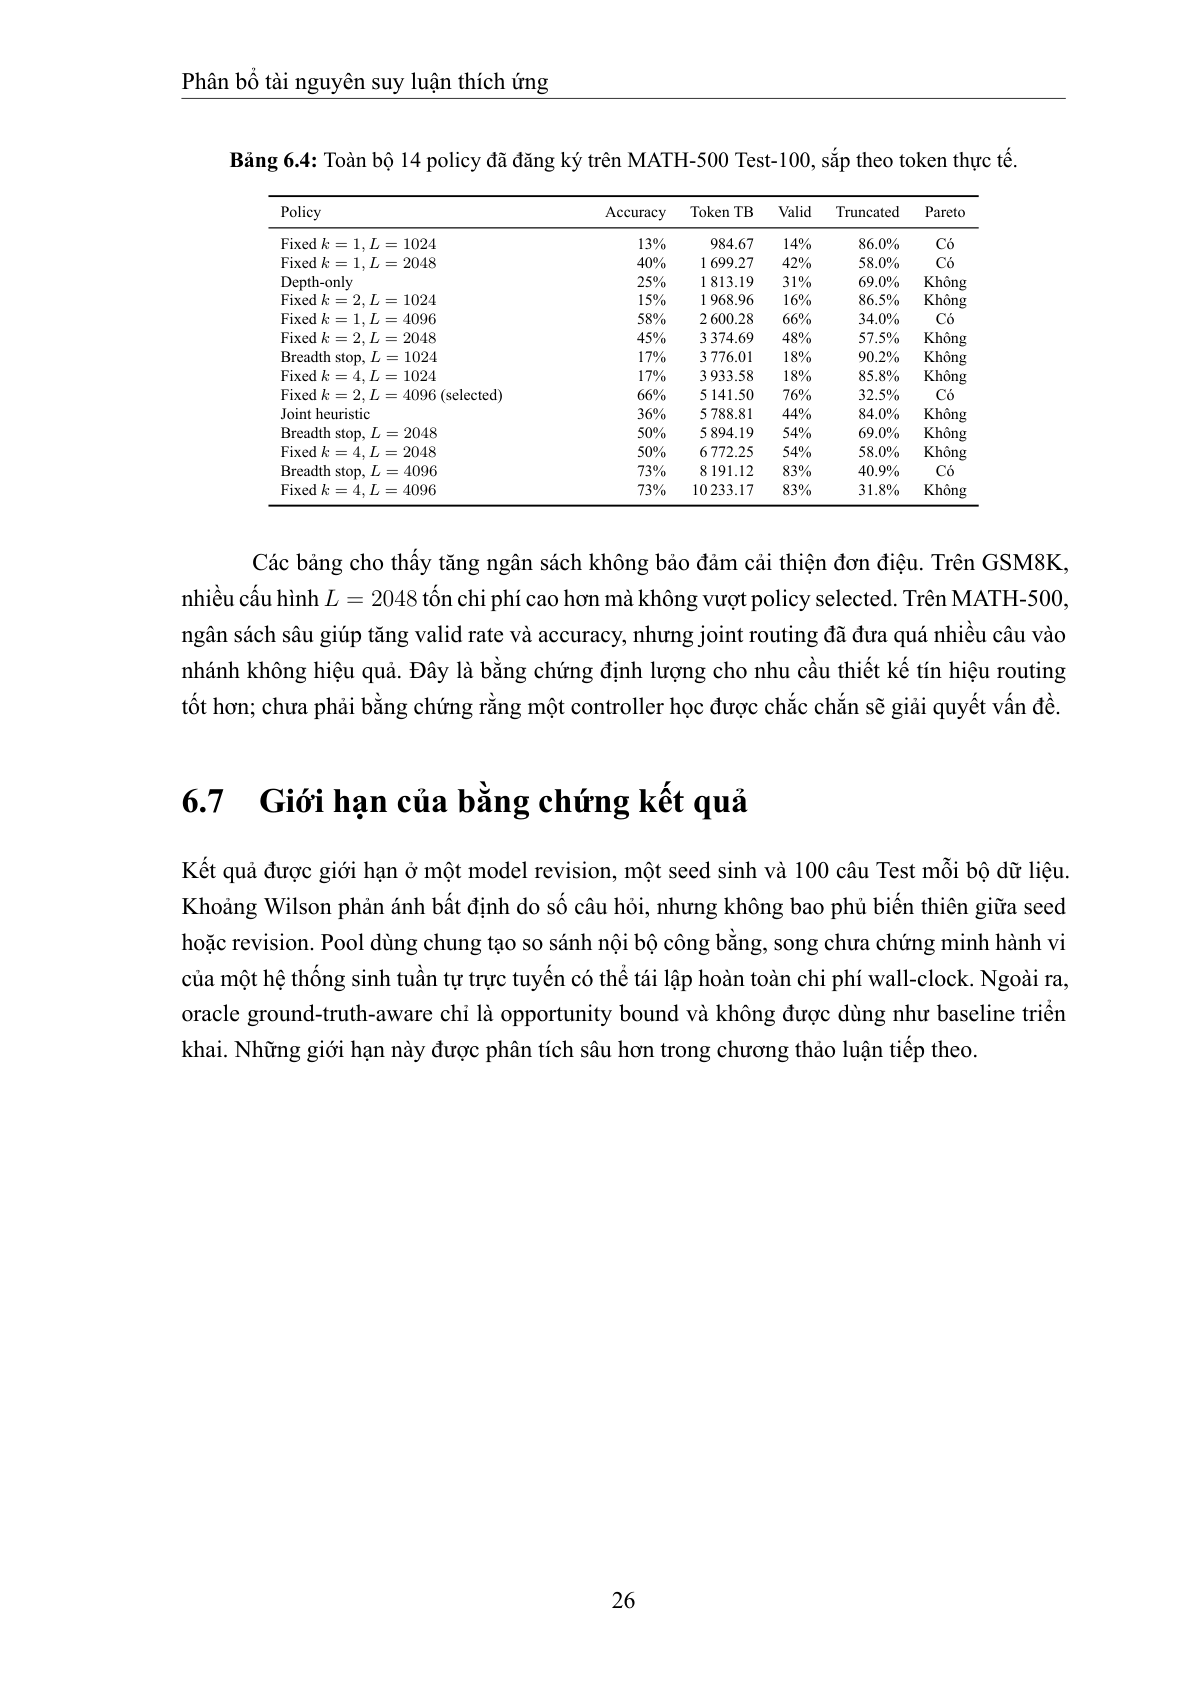 Phân bổ tài nguyên suy luận thích ứng
Bảng 6.4: Toàn bộ 14 policy đã đăng ký trên MATH-500 Test-100, sắp theo token thực tế.
Policy Accuracy Token TB Valid Truncated Pareto
Fixed k = 1, L = 1024 13% 984.67 14% 86.0% Có
Fixed k = 1, L = 2048 40% 1 699.27 42% 58.0% Có
Depth-only 25% 1 813.19 31% 69.0% Không
Fixed k = 2, L = 1024 15% 1 968.96 16% 86.5% Không
Fixed k = 1, L = 4096 58% 2 600.28 66% 34.0% Có
Fixed k = 2, L = 2048 45% 3 374.69 48% 57.5% Không
Breadth stop, L = 1024 17% 3 776.01 18% 90.2% Không
Fixed k = 4, L = 1024 17% 3 933.58 18% 85.8% Không
Fixed k = 2, L = 4096 (selected) 66% 5 141.50 76% 32.5% Có
Joint heuristic 36% 5 788.81 44% 84.0% Không
Breadth stop, L = 2048 50% 5 894.19 54% 69.0% Không
Fixed k = 4, L = 2048 50% 6 772.25 54% 58.0% Không
Breadth stop, L = 4096 73% 8 191.12 83% 40.9% Có
Fixed k = 4, L = 4096 73% 10 233.17 83% 31.8% Không
Các bảng cho thấy tăng ngân sách không bảo đảm cải thiện đơn điệu. Trên GSM8K,
nhiều cấu hình L = 2048 tốn chi phí cao hơn mà không vượt policy selected. Trên MATH-500,
ngân sách sâu giúp tăng valid rate và accuracy, nhưng joint routing đã đưa quá nhiều câu vào
nhánh không hiệu quả. Đây là bằng chứng định lượng cho nhu cầu thiết kế tín hiệu routing
tốt hơn; chưa phải bằng chứng rằng một controller học được chắc chắn sẽ giải quyết vấn đề.
6.7 Giới hạn của bằng chứng kết quả
Kết quả được giới hạn ở một model revision, một seed sinh và 100 câu Test mỗi bộ dữ liệu.
Khoảng Wilson phản ánh bất định do số câu hỏi, nhưng không bao phủ biến thiên giữa seed
hoặc revision. Pool dùng chung tạo so sánh nội bộ công bằng, song chưa chứng minh hành vi
của một hệ thống sinh tuần tự trực tuyến có thể tái lập hoàn toàn chi phí wall-clock. Ngoài ra,
oracle ground-truth-aware chỉ là opportunity bound và không được dùng như baseline triển
khai. Những giới hạn này được phân tích sâu hơn trong chương thảo luận tiếp theo.
26